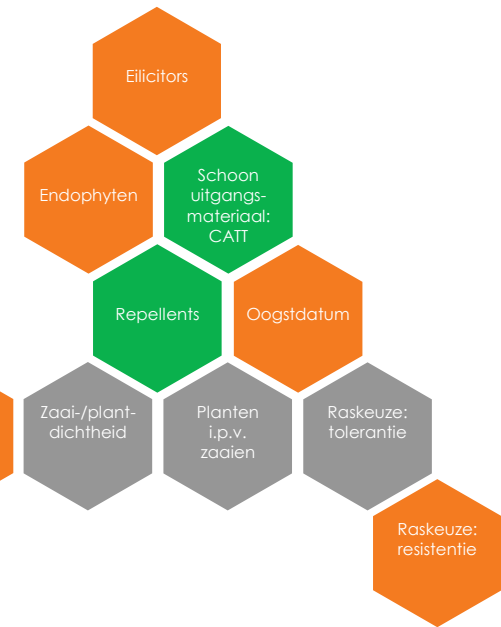 Eilicitors
Endophyten
Schoon
uitgangs-
materiaal:
CATT
Repellents
Oogstdatum
Zaai-/plant-
dichtheid
Planten
i.p.v.
zaaien
Raskeuze:
tolerantie
Raskeuze:
resistentie